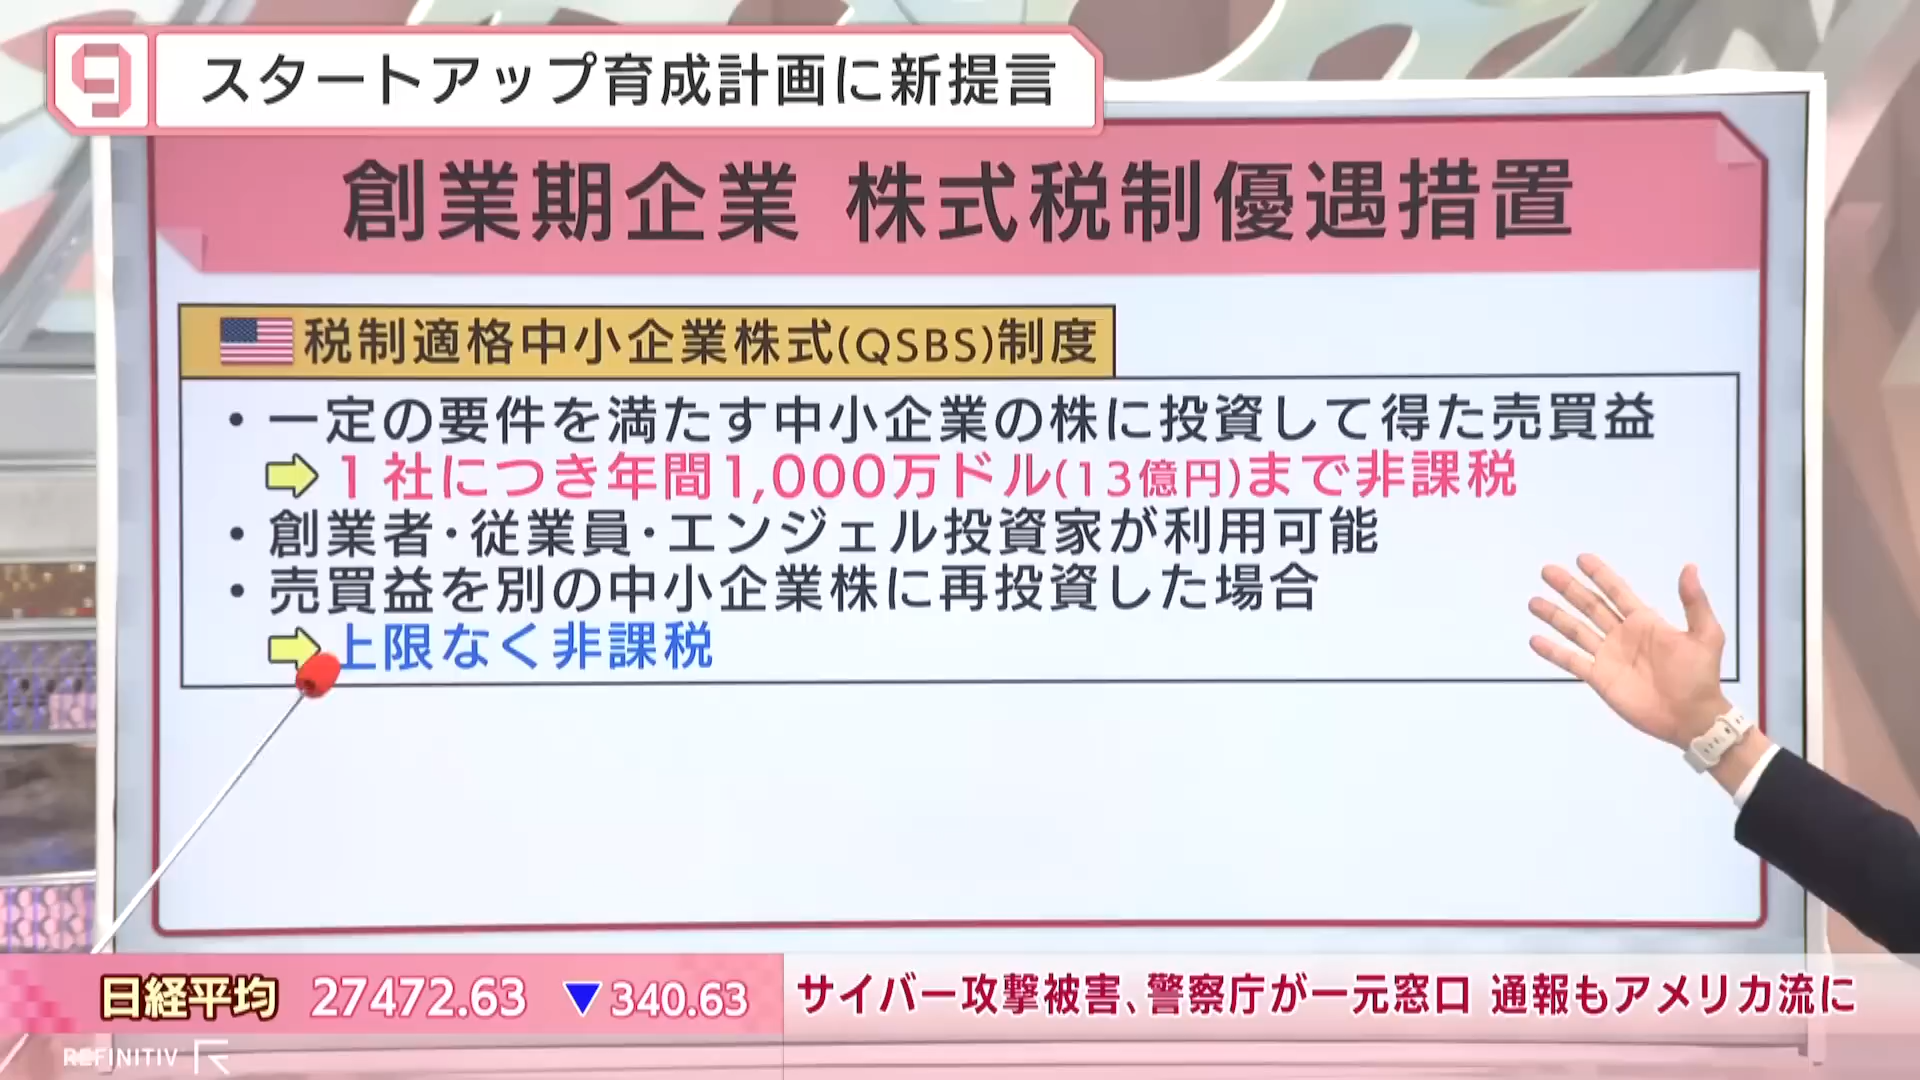 9 スタートアップ育成計画に新提言
創業期企業 株式税制優遇措置
税制適格中小企業株式(QSBS)制度
・一定の要件を満たす中小企業の株に投資して得た売買益
⇨１社につき年間1,000万ドル(13億円)まで非課税
・創業者・従業員・エンジェル投資家が利用可能
・売買益を別の中小企業株に再投資した場合
⇨上限なく非課税
日経平均 27472.63 ▼340.63
サイバー攻撃被害、警察庁が一元窓口 通報もアメリカ流に
REFINITIV